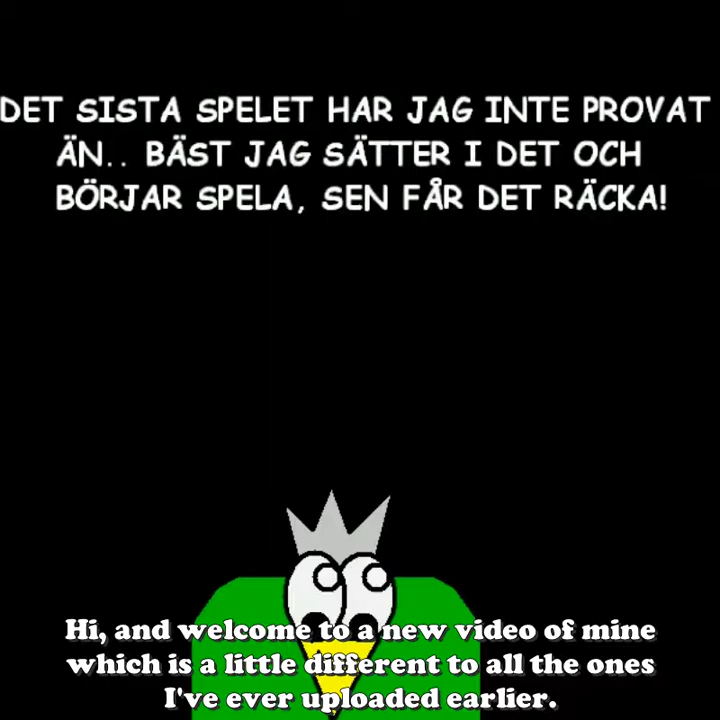 DET SISTA SPELET HAR JAG INTE PROVAT
ÄN.. BÄST JAG SÄTTER I DET OCH
BÖRJAR SPELA, SEN FÅR DET RÄCKA!
Hi, and welcome to a new video of mine
which is a little different to all the ones
I've ever uploaded earlier.